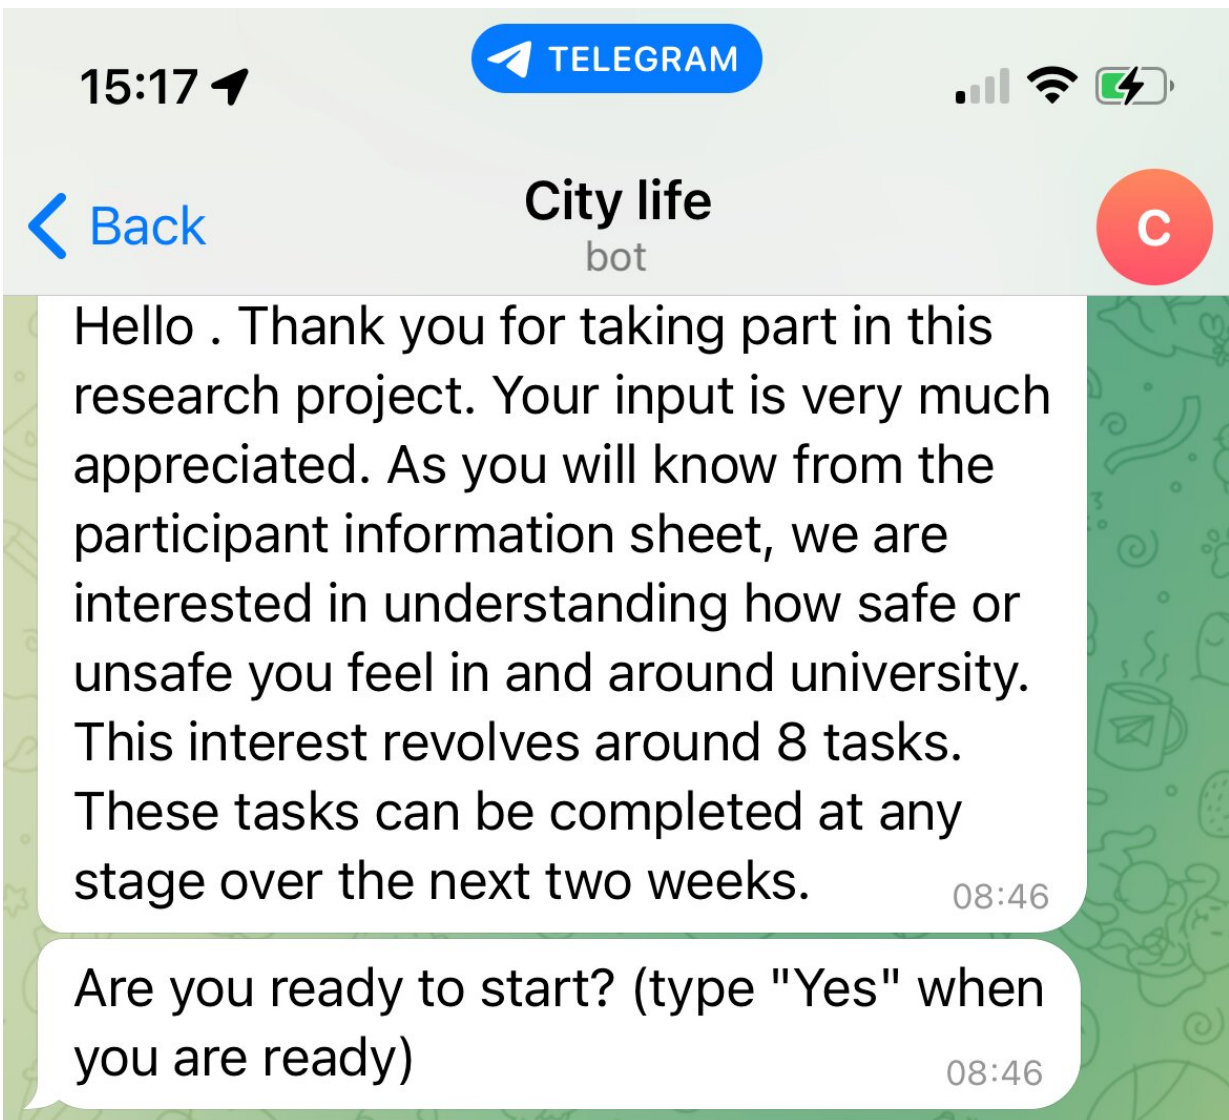 15:17
TELEGRAM
Back
City life
bot
C
Hello . Thank you for taking part in this
research project. Your input is very much
appreciated. As you will know from the
participant information sheet, we are
interested in understanding how safe or
unsafe you feel in and around university.
This interest revolves around 8 tasks.
These tasks can be completed at any
stage over the next two weeks.
08:46
Are you ready to start? (type "Yes" when
you are ready)
08:46